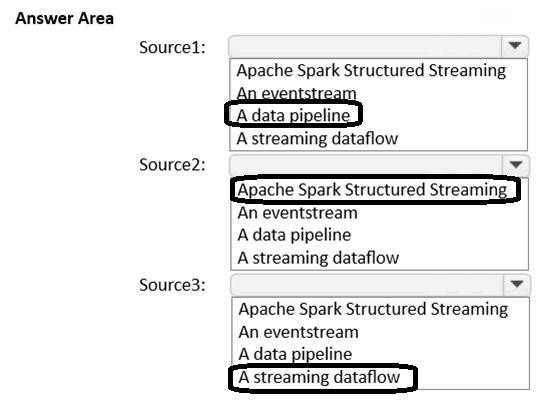 Answer Area
Source1:
Apache Spark Structured Streaming
An eventstream
A data pipeline
A streaming dataflow
Source2:
Apache Spark Structured Streaming
An eventstream
A data pipeline
A streaming dataflow
Source3:
Apache Spark Structured Streaming
An eventstream
A data pipeline
A streaming dataflow